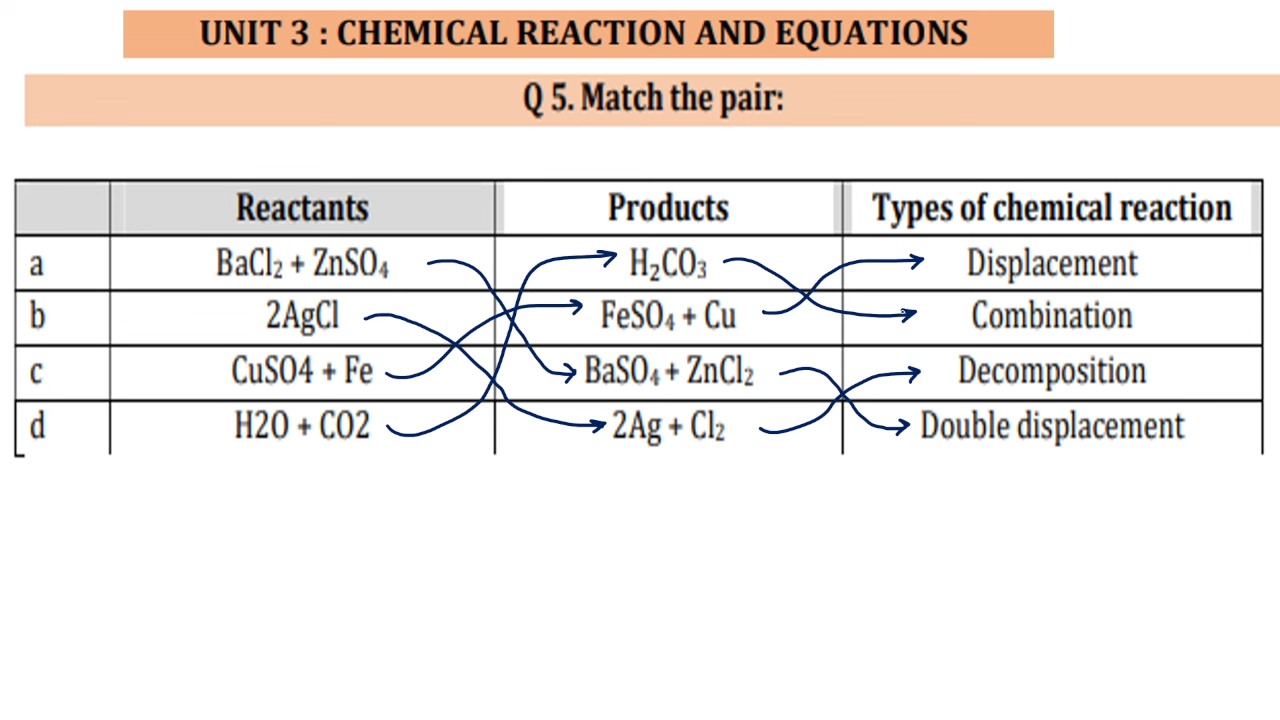 UNIT 3 : CHEMICAL REACTION AND EQUATIONS
Q 5. Match the pair:
Reactants Products Types of chemical reaction
a BaCl₂ + ZnSO₄ H₂CO₃ Displacement
b 2AgCl FeSO₄ + Cu Combination
c CuSO4 + Fe BaSO₄ + ZnCl₂ Decomposition
d H2O + CO2 2Ag + Cl₂ Double displacement